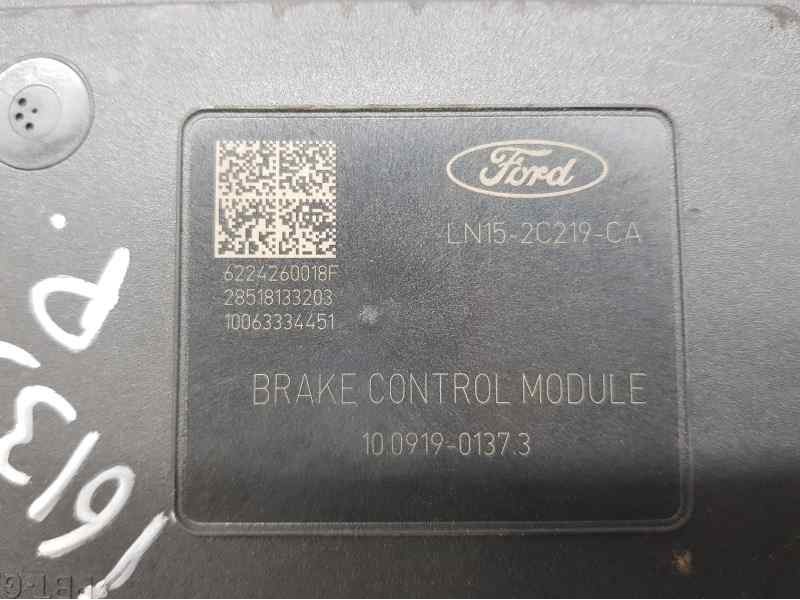 Ford
LN15-2C219-CA
6224260018F
28518133203
10063334451
BRAKE CONTROL MODULE
10.0919-0137.3